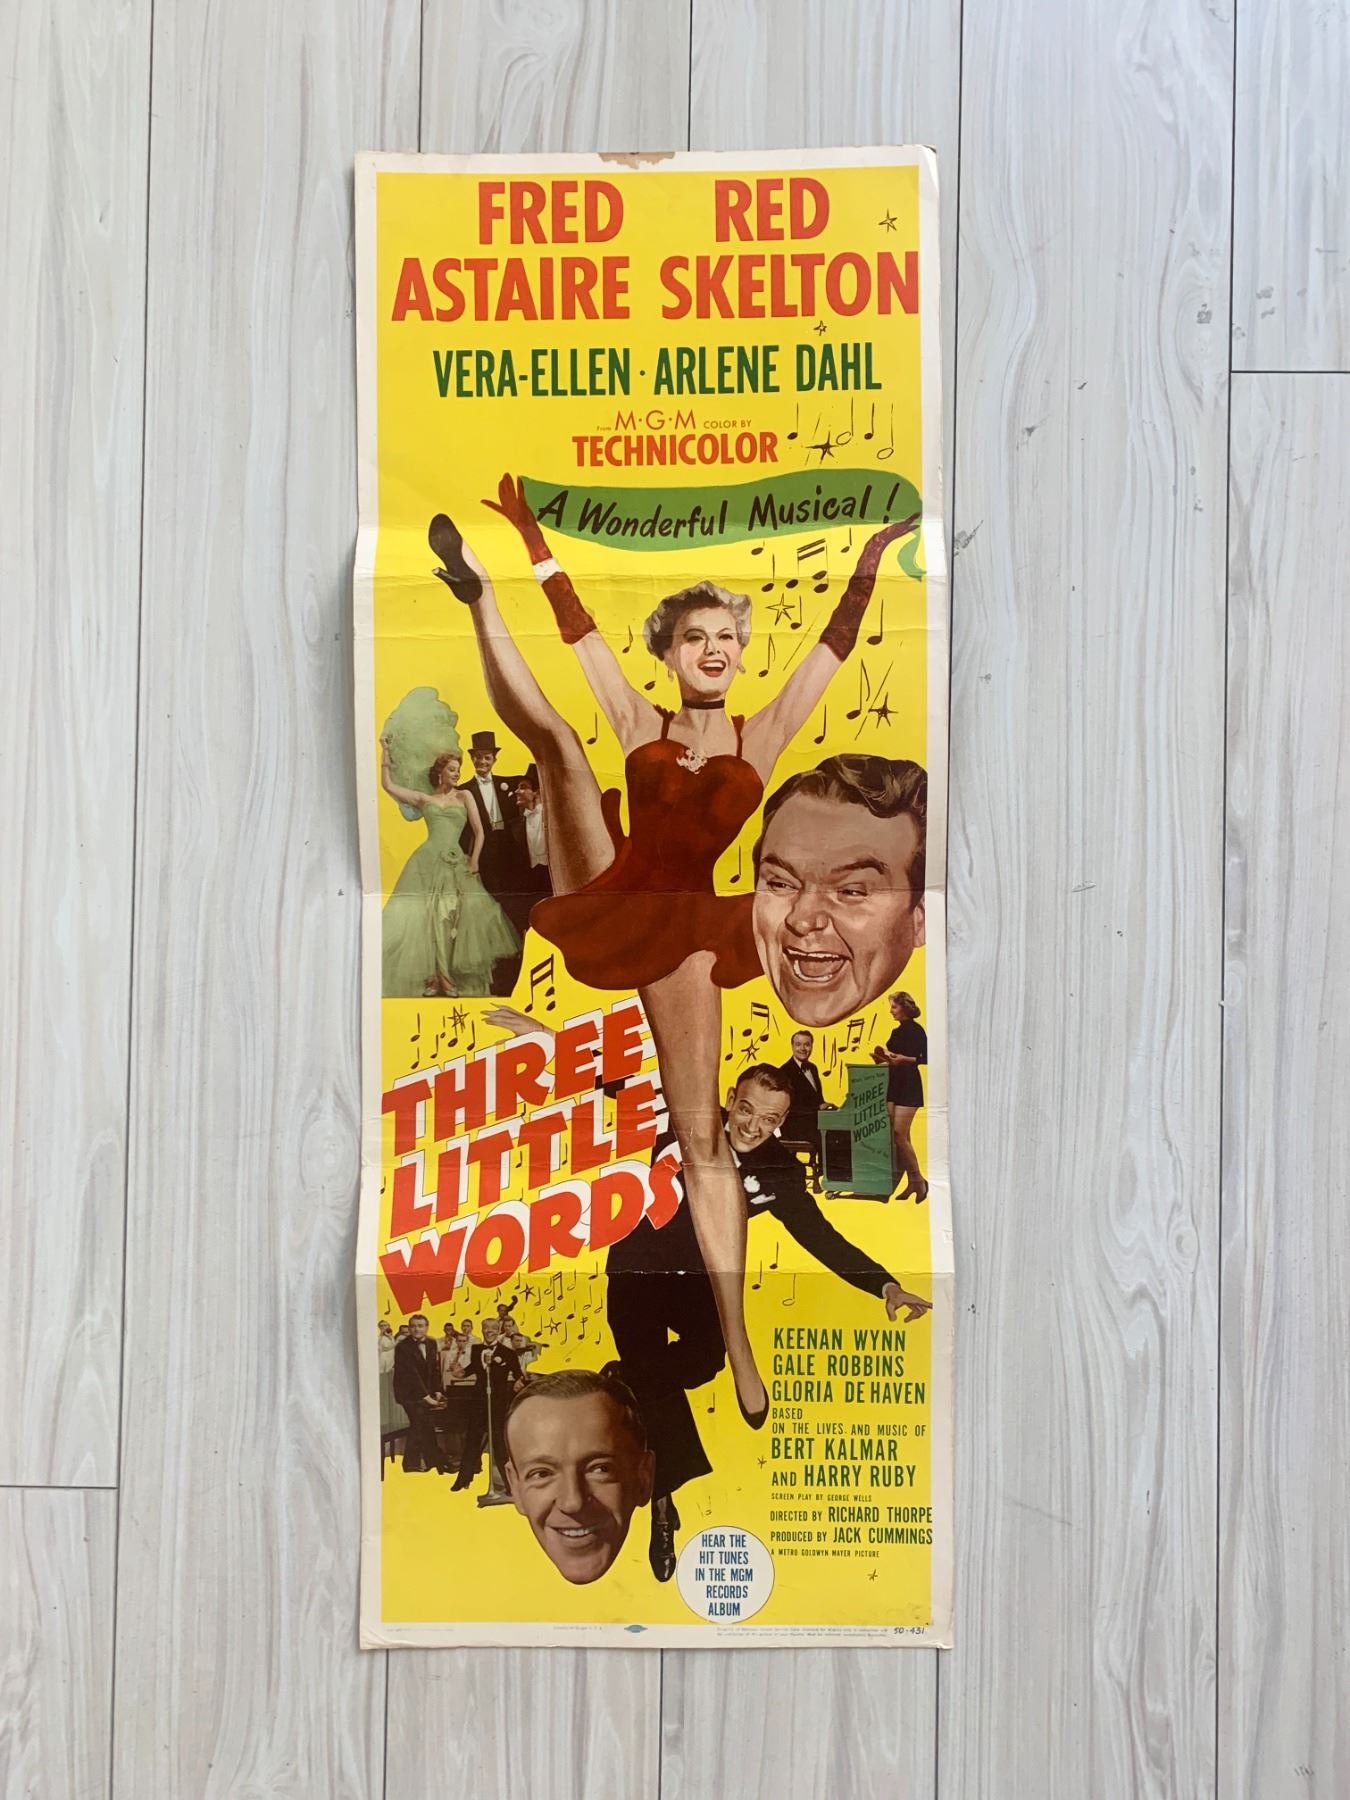 FRED RED
ASTAIRE SKELTON
VERA-ELLEN · ARLENE DAHL
From M·G·M COLOR BY
TECHNICOLOR
A Wonderful Musical!
THREE
LITTLE
WORDS
THREE
LITTLE
WORDS
KEENAN WYNN
GALE ROBBINS
GLORIA DE HAVEN
BASED
ON THE LIVES AND MUSIC OF
BERT KALMAR
AND HARRY RUBY
SCREEN PLAY BY GEORGE WELLS
DIRECTED BY RICHARD THORPE
PRODUCED BY JACK CUMMINGS
A METRO-GOLDWYN-MAYER PICTURE
HEAR THE
HIT TUNES
IN THE MGM
RECORDS
ALBUM
50-431